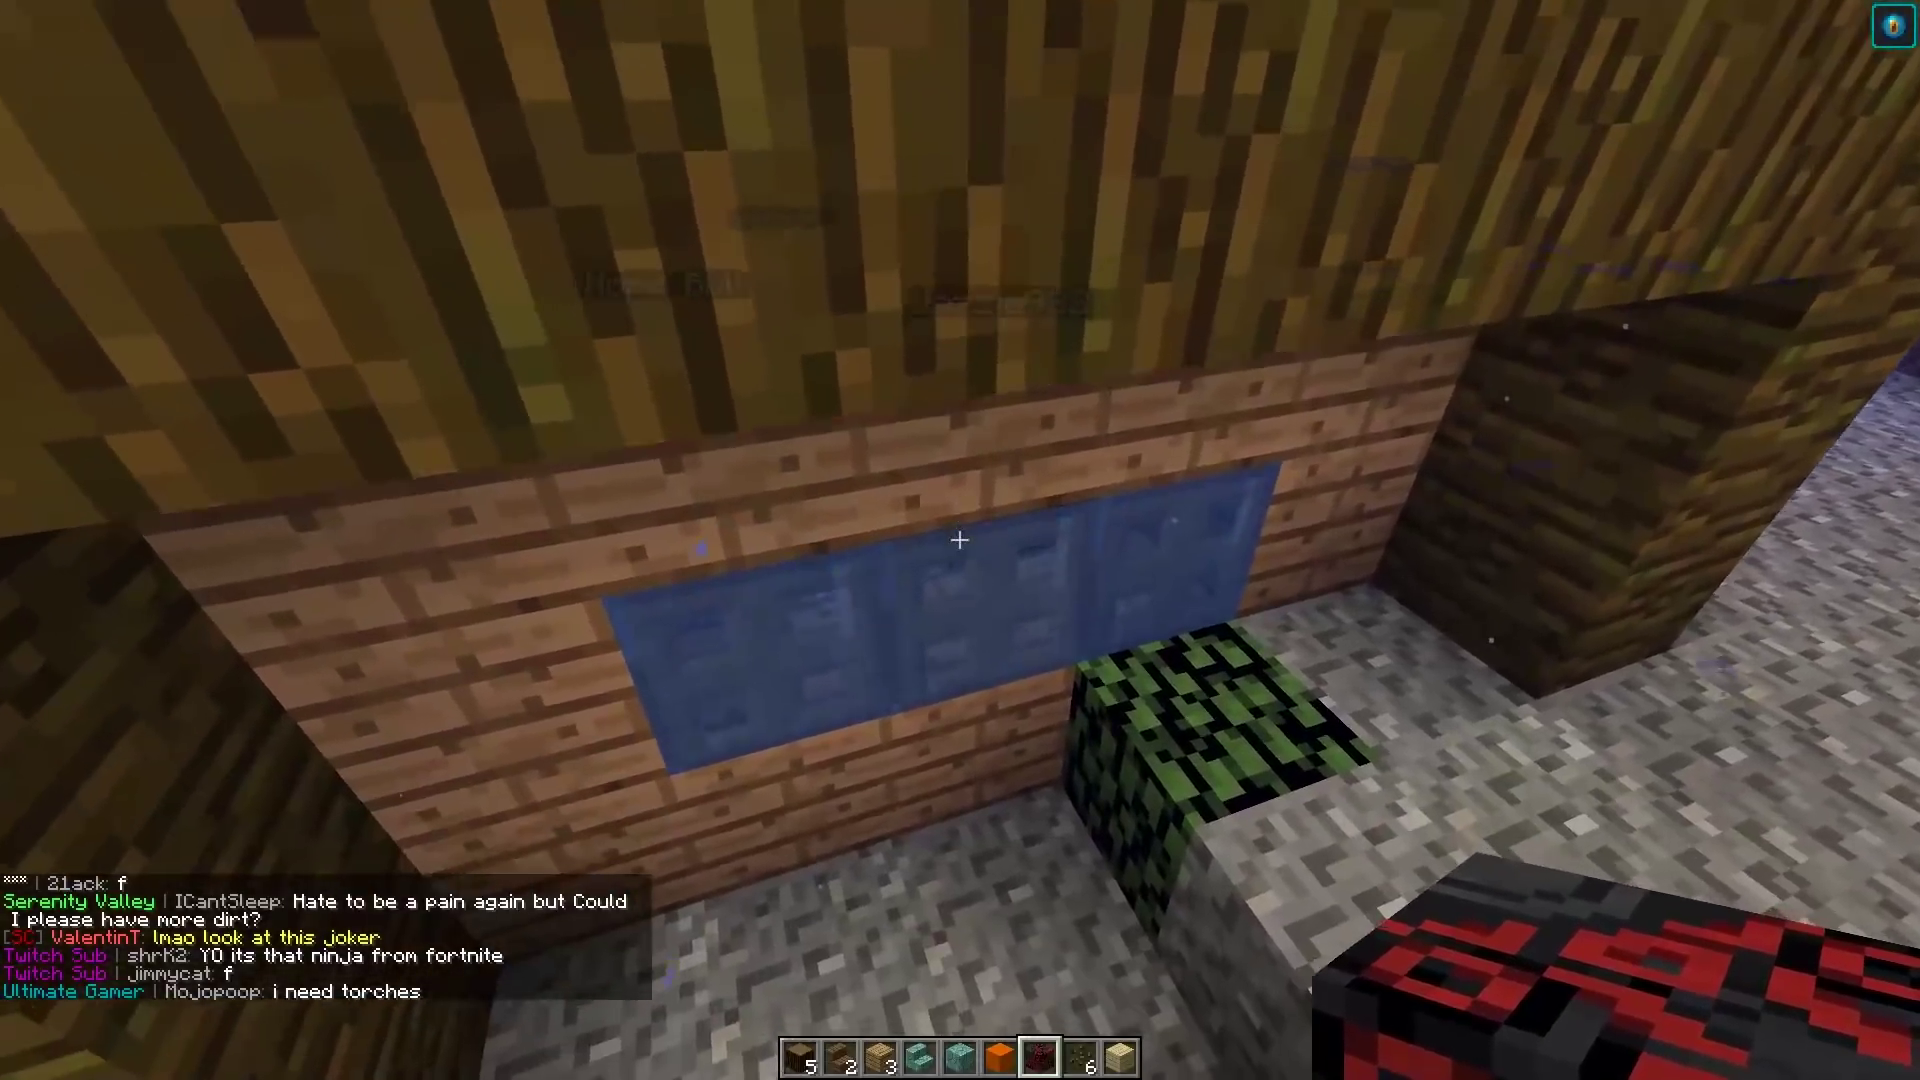 *** | 21ack: f
Serenity Valley | ICantSleep: Hate to be a pain again but Could
I please have more dirt?
[SC] ValentinT: lmao look at this joker
Twitch Sub | shrK2: YO its that ninja from fortnite
Twitch Sub | jimmycat: f
Ultimate Gamer | Mojopoop: i need torches
5 2 3 6